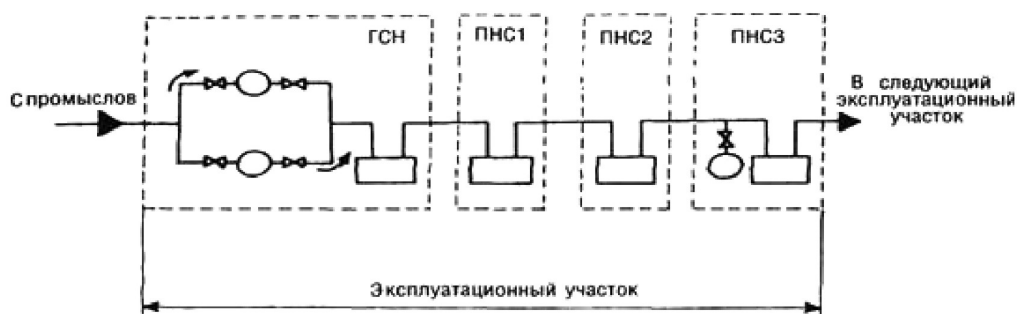 ГСН
ПНС1
ПНС2
ПНС3
С промыслов
В следующий
эксплуатационный
участок
Эксплуатационный участок